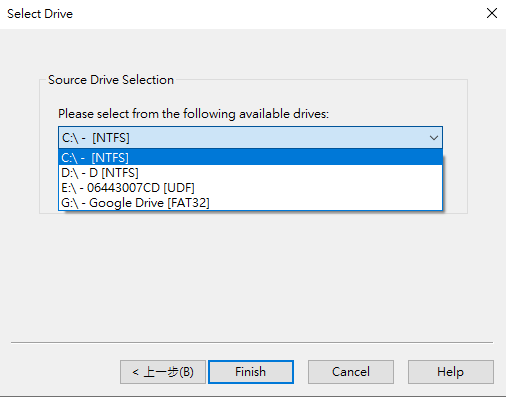 Select Drive
Source Drive Selection
Please select from the following available drives:
C:\ -  [NTFS]
C:\ -  [NTFS]
D:\ - D [NTFS]
E:\ - 06443007CD [UDF]
G:\ - Google Drive [FAT32]
< 上一步(B)
Finish
Cancel
Help